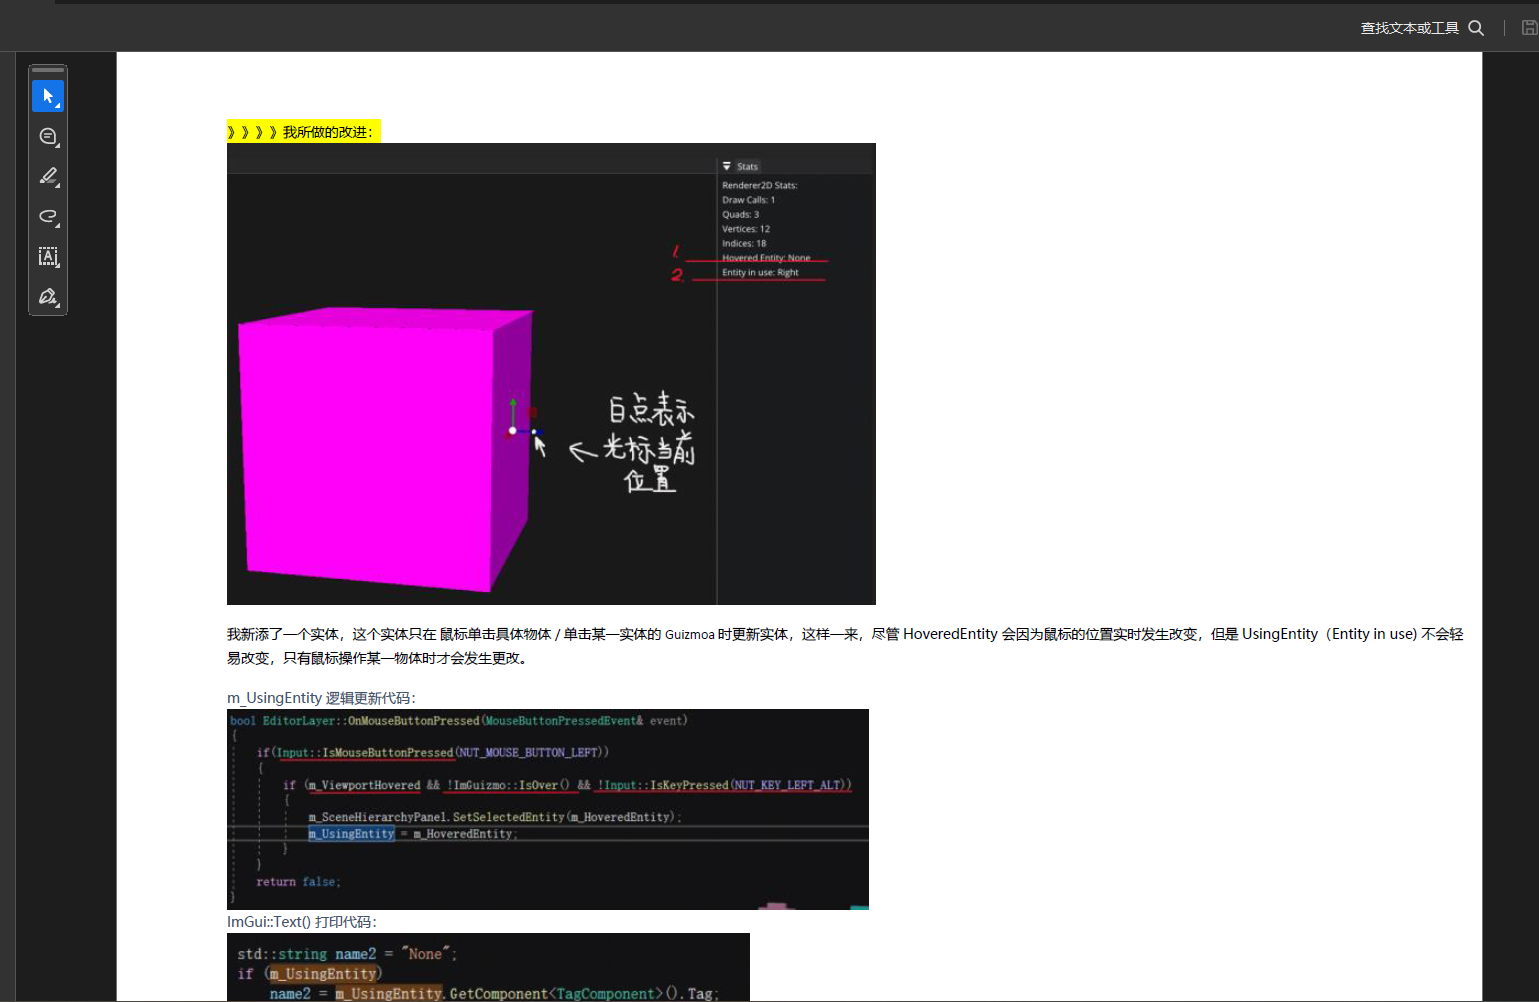 查找文本或工具
》》》》我所做的改进：
Stats
Renderer2D Stats:
Draw Calls: 1
Quads: 3
Vertices: 12
Indices: 18
1.
Hovered Entity: None
2.
Entity in use: Right
白点表示
光标当前
位置
我新添了一个实体，这个实体只在 鼠标单击具体物体 / 单击某一实体的 Guizmoa 时更新实体，这样一来，尽管 HoveredEntity 会因为鼠标的位置实时发生改变，但是 UsingEntity（Entity in use) 不会轻
易改变，只有鼠标操作某一物体时才会发生更改。
m_UsingEntity 逻辑更新代码：
bool EditorLayer::OnMouseButtonPressed(MouseButtonPressedEvent& event)
{
if(Input::IsMouseButtonPressed(NUT_MOUSE_BUTTON_LEFT))
{
if (m_ViewportHovered && !ImGuizmo::IsOver() && !Input::IsKeyPressed(NUT_KEY_LEFT_ALT))
{
m_SceneHierarchyPanel.SetSelectedEntity(m_HoveredEntity);
m_UsingEntity = m_HoveredEntity;
}
}
return false;
}
ImGui::Text() 打印代码：
std::string name2 = "None";
if (m_UsingEntity)
name2 = m_UsingEntity.GetComponent<TagComponent>().Tag;